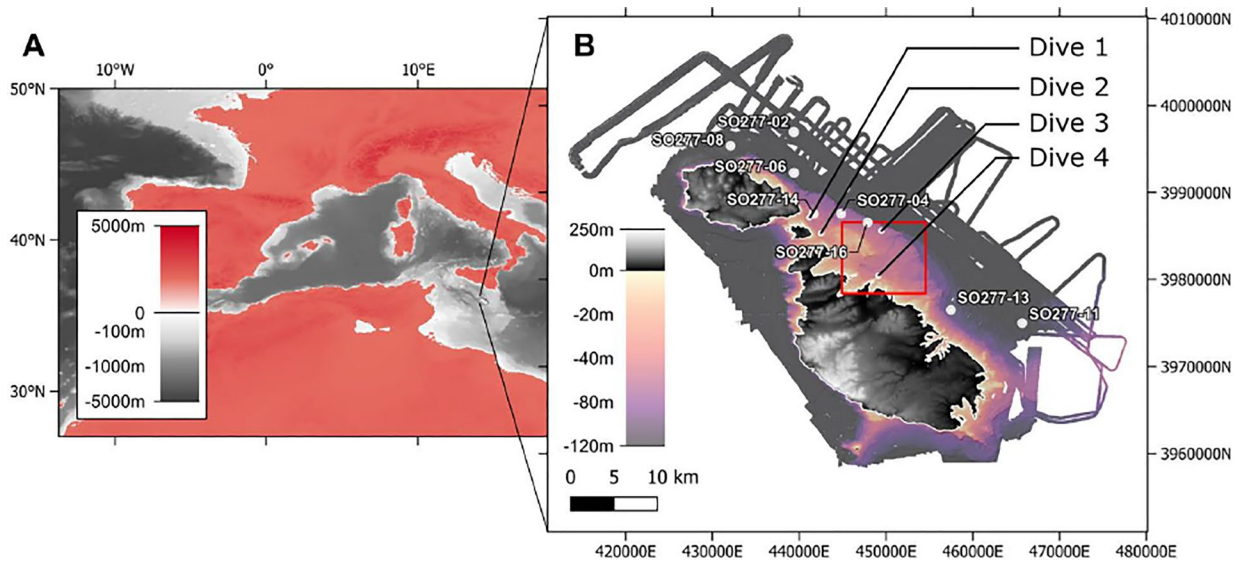 A
10°W
0°
10°E
50°N
40°N
30°N
5000m
0
-100m
-1000m
-5000m
B
Dive 1
Dive 2
Dive 3
Dive 4
SO277-02
SO277-08
SO277-06
SO277-14
SO277-04
SO277-16
SO277-13
SO277-11
250m
0m
-20m
-40m
-80m
-120m
0 5 10 km
4010000N
4000000N
3990000N
3980000N
3970000N
3960000N
420000E 430000E 440000E 450000E 460000E 470000E 480000E